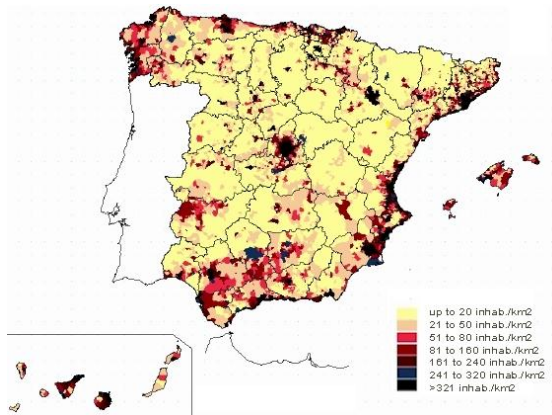 up to 20 inhab./km2
21 to 50 inhab./km2
51 to 80 inhab./km2
81 to 160 inhab./km2
161 to 240 inhab./km2
241 to 320 inhab./km2
>321 inhab./km2